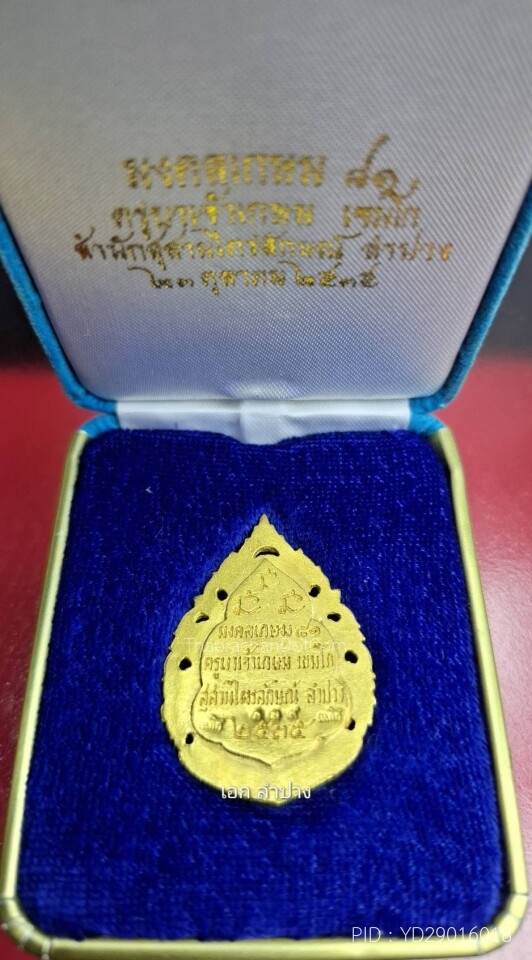 มงคลเกษม ๘๑
ครูบาเจ้าเกษม เขมโก
สำนักสุสานไตรลักษณ์ ลำปาง
๒๓ ตุลาคม ๒๕๓๕
มงคลเกษม ๘๑
ครูบาเจ้าเกษม เขมโก
สุสานไตรลักษณ์ ลำปาง
๒๕๓๕
เอก ลำปาง
PID : YD29016010